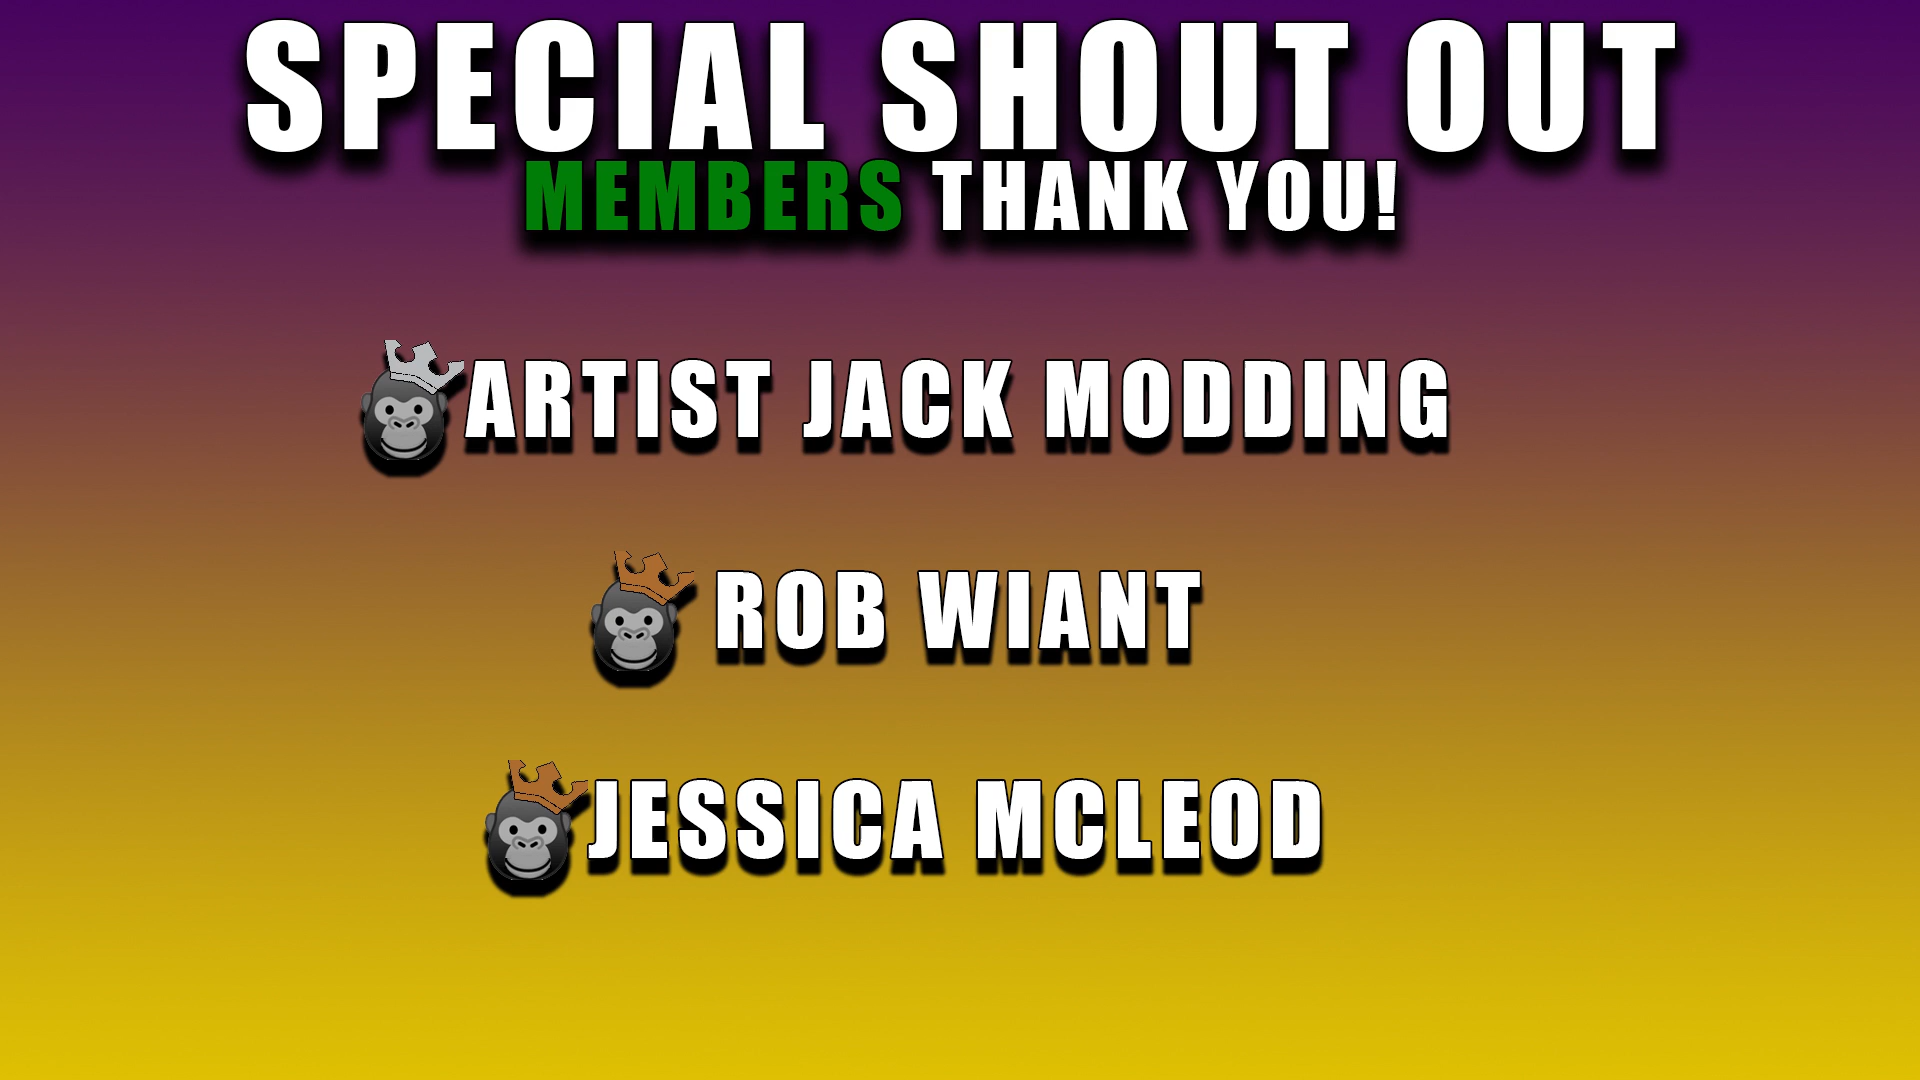 SPECIAL SHOUT OUT
MEMBERS THANK YOU!
ARTIST JACK MODDING
ROB WIANT
JESSICA MCLEOD